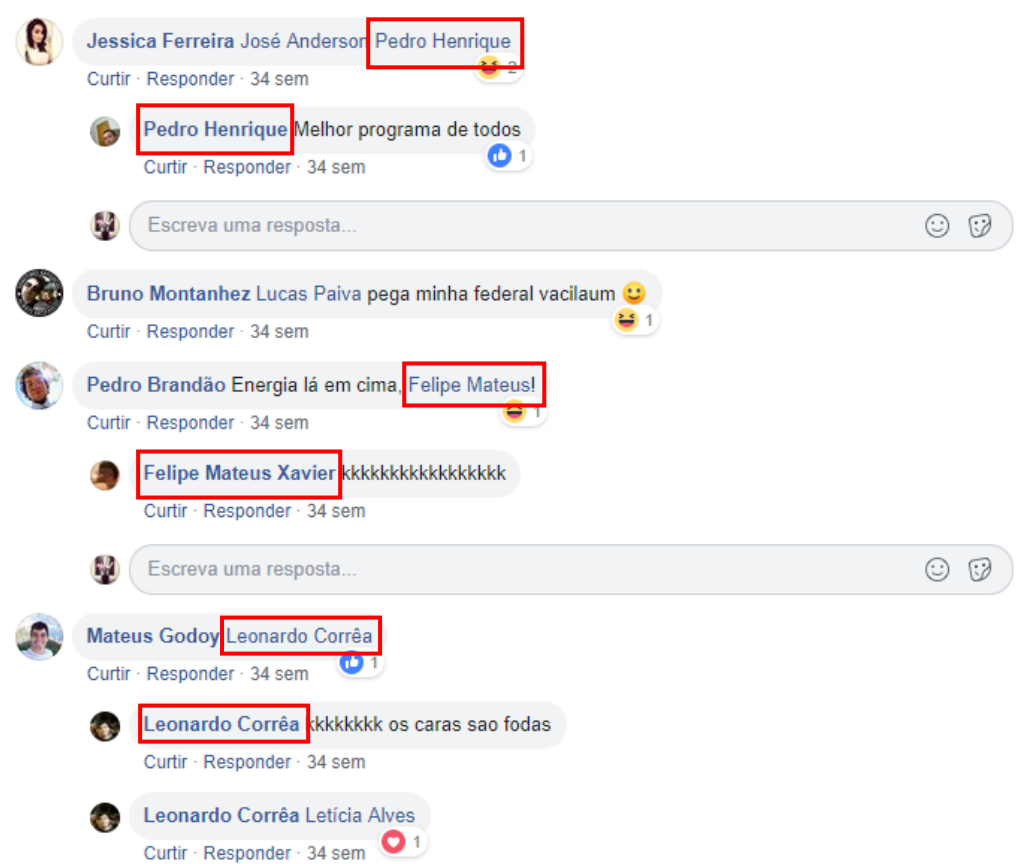 Jessica Ferreira José Anderson Pedro Henrique
2
Curtir · Responder · 34 sem
Pedro Henrique Melhor programa de todos
1
Curtir · Responder · 34 sem
Escreva uma resposta...
Bruno Montanhez Lucas Paiva pega minha federal vacilaum
1
Curtir · Responder · 34 sem
Pedro Brandão Energia lá em cima, Felipe Mateus!
1
Curtir · Responder · 34 sem
Felipe Mateus Xavier kkkkkkkkkkkkkkkkk
Curtir · Responder · 34 sem
Escreva uma resposta...
Mateus Godoy Leonardo Corrêa
1
Curtir · Responder · 34 sem
Leonardo Corrêa kkkkkkkk os caras sao fodas
Curtir · Responder · 34 sem
Leonardo Corrêa Letícia Alves
1
Curtir · Responder · 34 sem